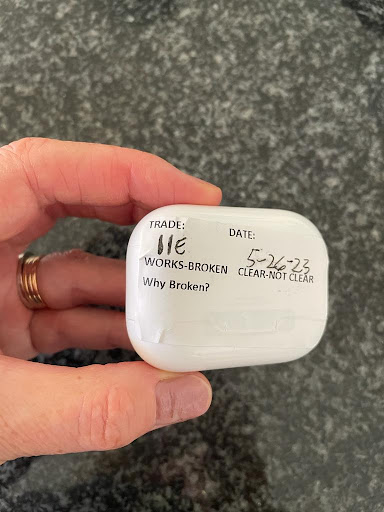 TRADE: DATE:
11E 5-26-23
WORKS-BROKEN CLEAR-NOT CLEAR
Why Broken?